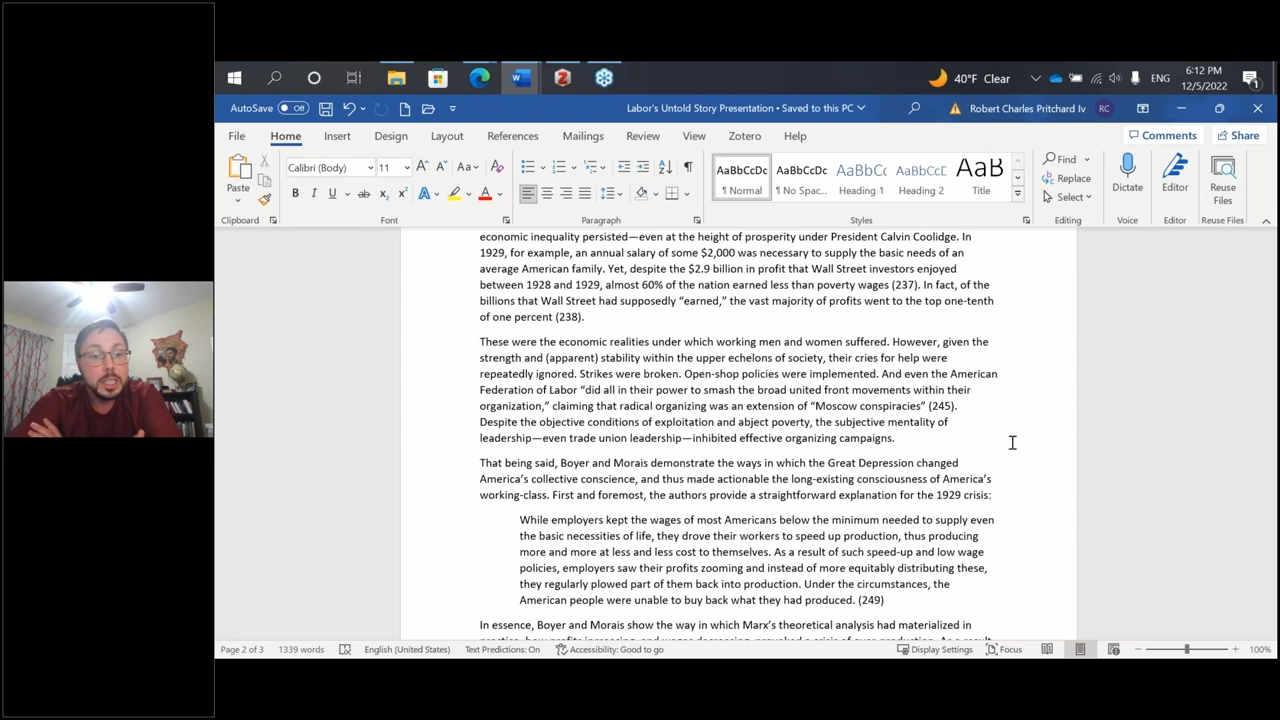 40°F Clear
ENG
6:12 PM
12/5/2022
AutoSave Off
Labor's Untold Story Presentation • Saved to this PC
Robert Charles Pritchard Iv
RC
File Home Insert Design Layout References Mailings Review View Zotero Help
Comments Share
Paste
Calibri (Body) 11
AaBbCcDc AaBbCcDc AaBbCc AaBbCcD AaB
¶ Normal ¶ No Spac... Heading 1 Heading 2 Title
Find
Replace
Select
Dictate
Editor
Reuse
Files
Clipboard Font Paragraph Styles Editing Voice Editor Reuse Files
economic inequality persisted—even at the height of prosperity under President Calvin Coolidge. In
1929, for example, an annual salary of some $2,000 was necessary to supply the basic needs of an
average American family. Yet, despite the $2.9 billion in profit that Wall Street investors enjoyed
between 1928 and 1929, almost 60% of the nation earned less than poverty wages (237). In fact, of the
billions that Wall Street had supposedly “earned,” the vast majority of profits went to the top one-tenth
of one percent (238).
These were the economic realities under which working men and women suffered. However, given the
strength and (apparent) stability within the upper echelons of society, their cries for help were
repeatedly ignored. Strikes were broken. Open-shop policies were implemented. And even the American
Federation of Labor “did all in their power to smash the broad united front movements within their
organization,” claiming that radical organizing was an extension of “Moscow conspiracies” (245).
Despite the objective conditions of exploitation and abject poverty, the subjective mentality of
leadership—even trade union leadership—inhibited effective organizing campaigns.
That being said, Boyer and Morais demonstrate the ways in which the Great Depression changed
America’s collective conscience, and thus made actionable the long-existing consciousness of America’s
working-class. First and foremost, the authors provide a straightforward explanation for the 1929 crisis:
While employers kept the wages of most Americans below the minimum needed to supply even
the basic necessities of life, they drove their workers to speed up production, thus producing
more and more at less and less cost to themselves. As a result of such speed-up and low wage
policies, employers saw their profits zooming and instead of more equitably distributing these,
they regularly plowed part of them back into production. Under the circumstances, the
American people were unable to buy back what they had produced. (249)
In essence, Boyer and Morais show the way in which Marx’s theoretical analysis had materialized in
Page 2 of 3 1339 words English (United States) Text Predictions: On Accessibility: Good to go Display Settings Focus 100%